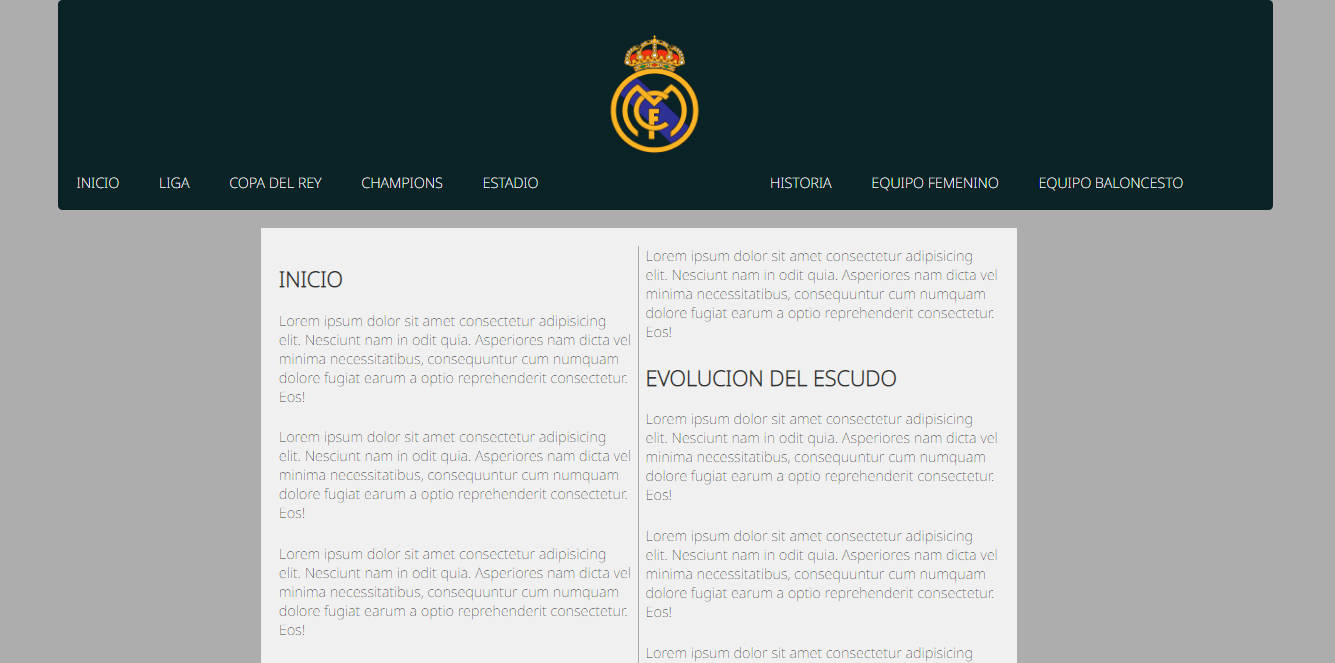 INICIO LIGA COPA DEL REY CHAMPIONS ESTADIO HISTORIA EQUIPO FEMENINO EQUIPO BALONCESTO
INICIO
Lorem ipsum dolor sit amet consectetur adipisicing
elit. Nesciunt nam in odit quia. Asperiores nam dicta vel
minima necessitatibus, consequuntur cum numquam
dolore fugiat earum a optio reprehenderit consectetur.
Eos!
Lorem ipsum dolor sit amet consectetur adipisicing
elit. Nesciunt nam in odit quia. Asperiores nam dicta vel
minima necessitatibus, consequuntur cum numquam
dolore fugiat earum a optio reprehenderit consectetur.
Eos!
Lorem ipsum dolor sit amet consectetur adipisicing
elit. Nesciunt nam in odit quia. Asperiores nam dicta vel
minima necessitatibus, consequuntur cum numquam
dolore fugiat earum a optio reprehenderit consectetur.
Eos!
Lorem ipsum dolor sit amet consectetur adipisicing
elit. Nesciunt nam in odit quia. Asperiores nam dicta vel
minima necessitatibus, consequuntur cum numquam
dolore fugiat earum a optio reprehenderit consectetur.
Eos!
EVOLUCION DEL ESCUDO
Lorem ipsum dolor sit amet consectetur adipisicing
elit. Nesciunt nam in odit quia. Asperiores nam dicta vel
minima necessitatibus, consequuntur cum numquam
dolore fugiat earum a optio reprehenderit consectetur.
Eos!
Lorem ipsum dolor sit amet consectetur adipisicing
elit. Nesciunt nam in odit quia. Asperiores nam dicta vel
minima necessitatibus, consequuntur cum numquam
dolore fugiat earum a optio reprehenderit consectetur.
Eos!
Lorem ipsum dolor sit amet consectetur adipisicing